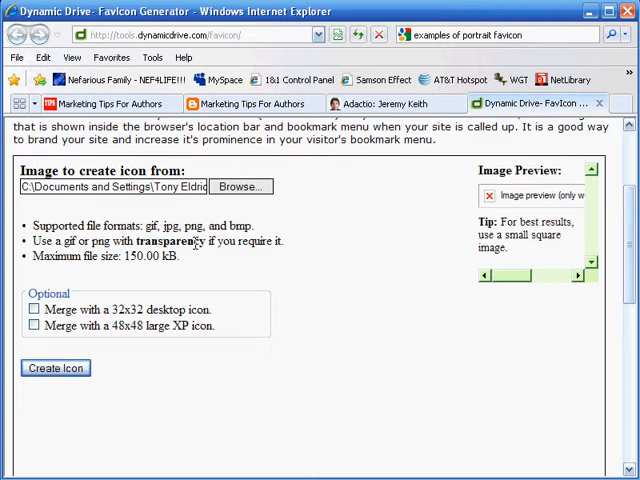 Dynamic Drive- FavIcon Generator - Windows Internet Explorer
http://tools.dynamicdrive.com/favicon/
examples of portrait favicon
File Edit View Favorites Tools Help
Nefarious Family - NEF4LIFE!!! MySpace 1&1 Control Panel Samson Effect AT&T Hotspot WGT NetLibrary
Marketing Tips For Authors Marketing Tips For Authors Adactio: Jeremy Keith Dynamic Drive- FavIcon ...
that is shown inside the browser's location bar and bookmark menu when your site is called up. It is a good way
to brand your site and increase it's prominence in your visitor's bookmark menu.
Image to create icon from:
C:\Documents and Settings\Tony Eldric Browse...
• Supported file formats: gif, jpg, png, and bmp.
• Use a gif or png with transparency if you require it.
• Maximum file size: 150.00 kB.
Optional
Merge with a 32x32 desktop icon.
Merge with a 48x48 large XP icon.
Create Icon
Image Preview:
Image preview (only w
Tip: For best results,
use a small square
image.